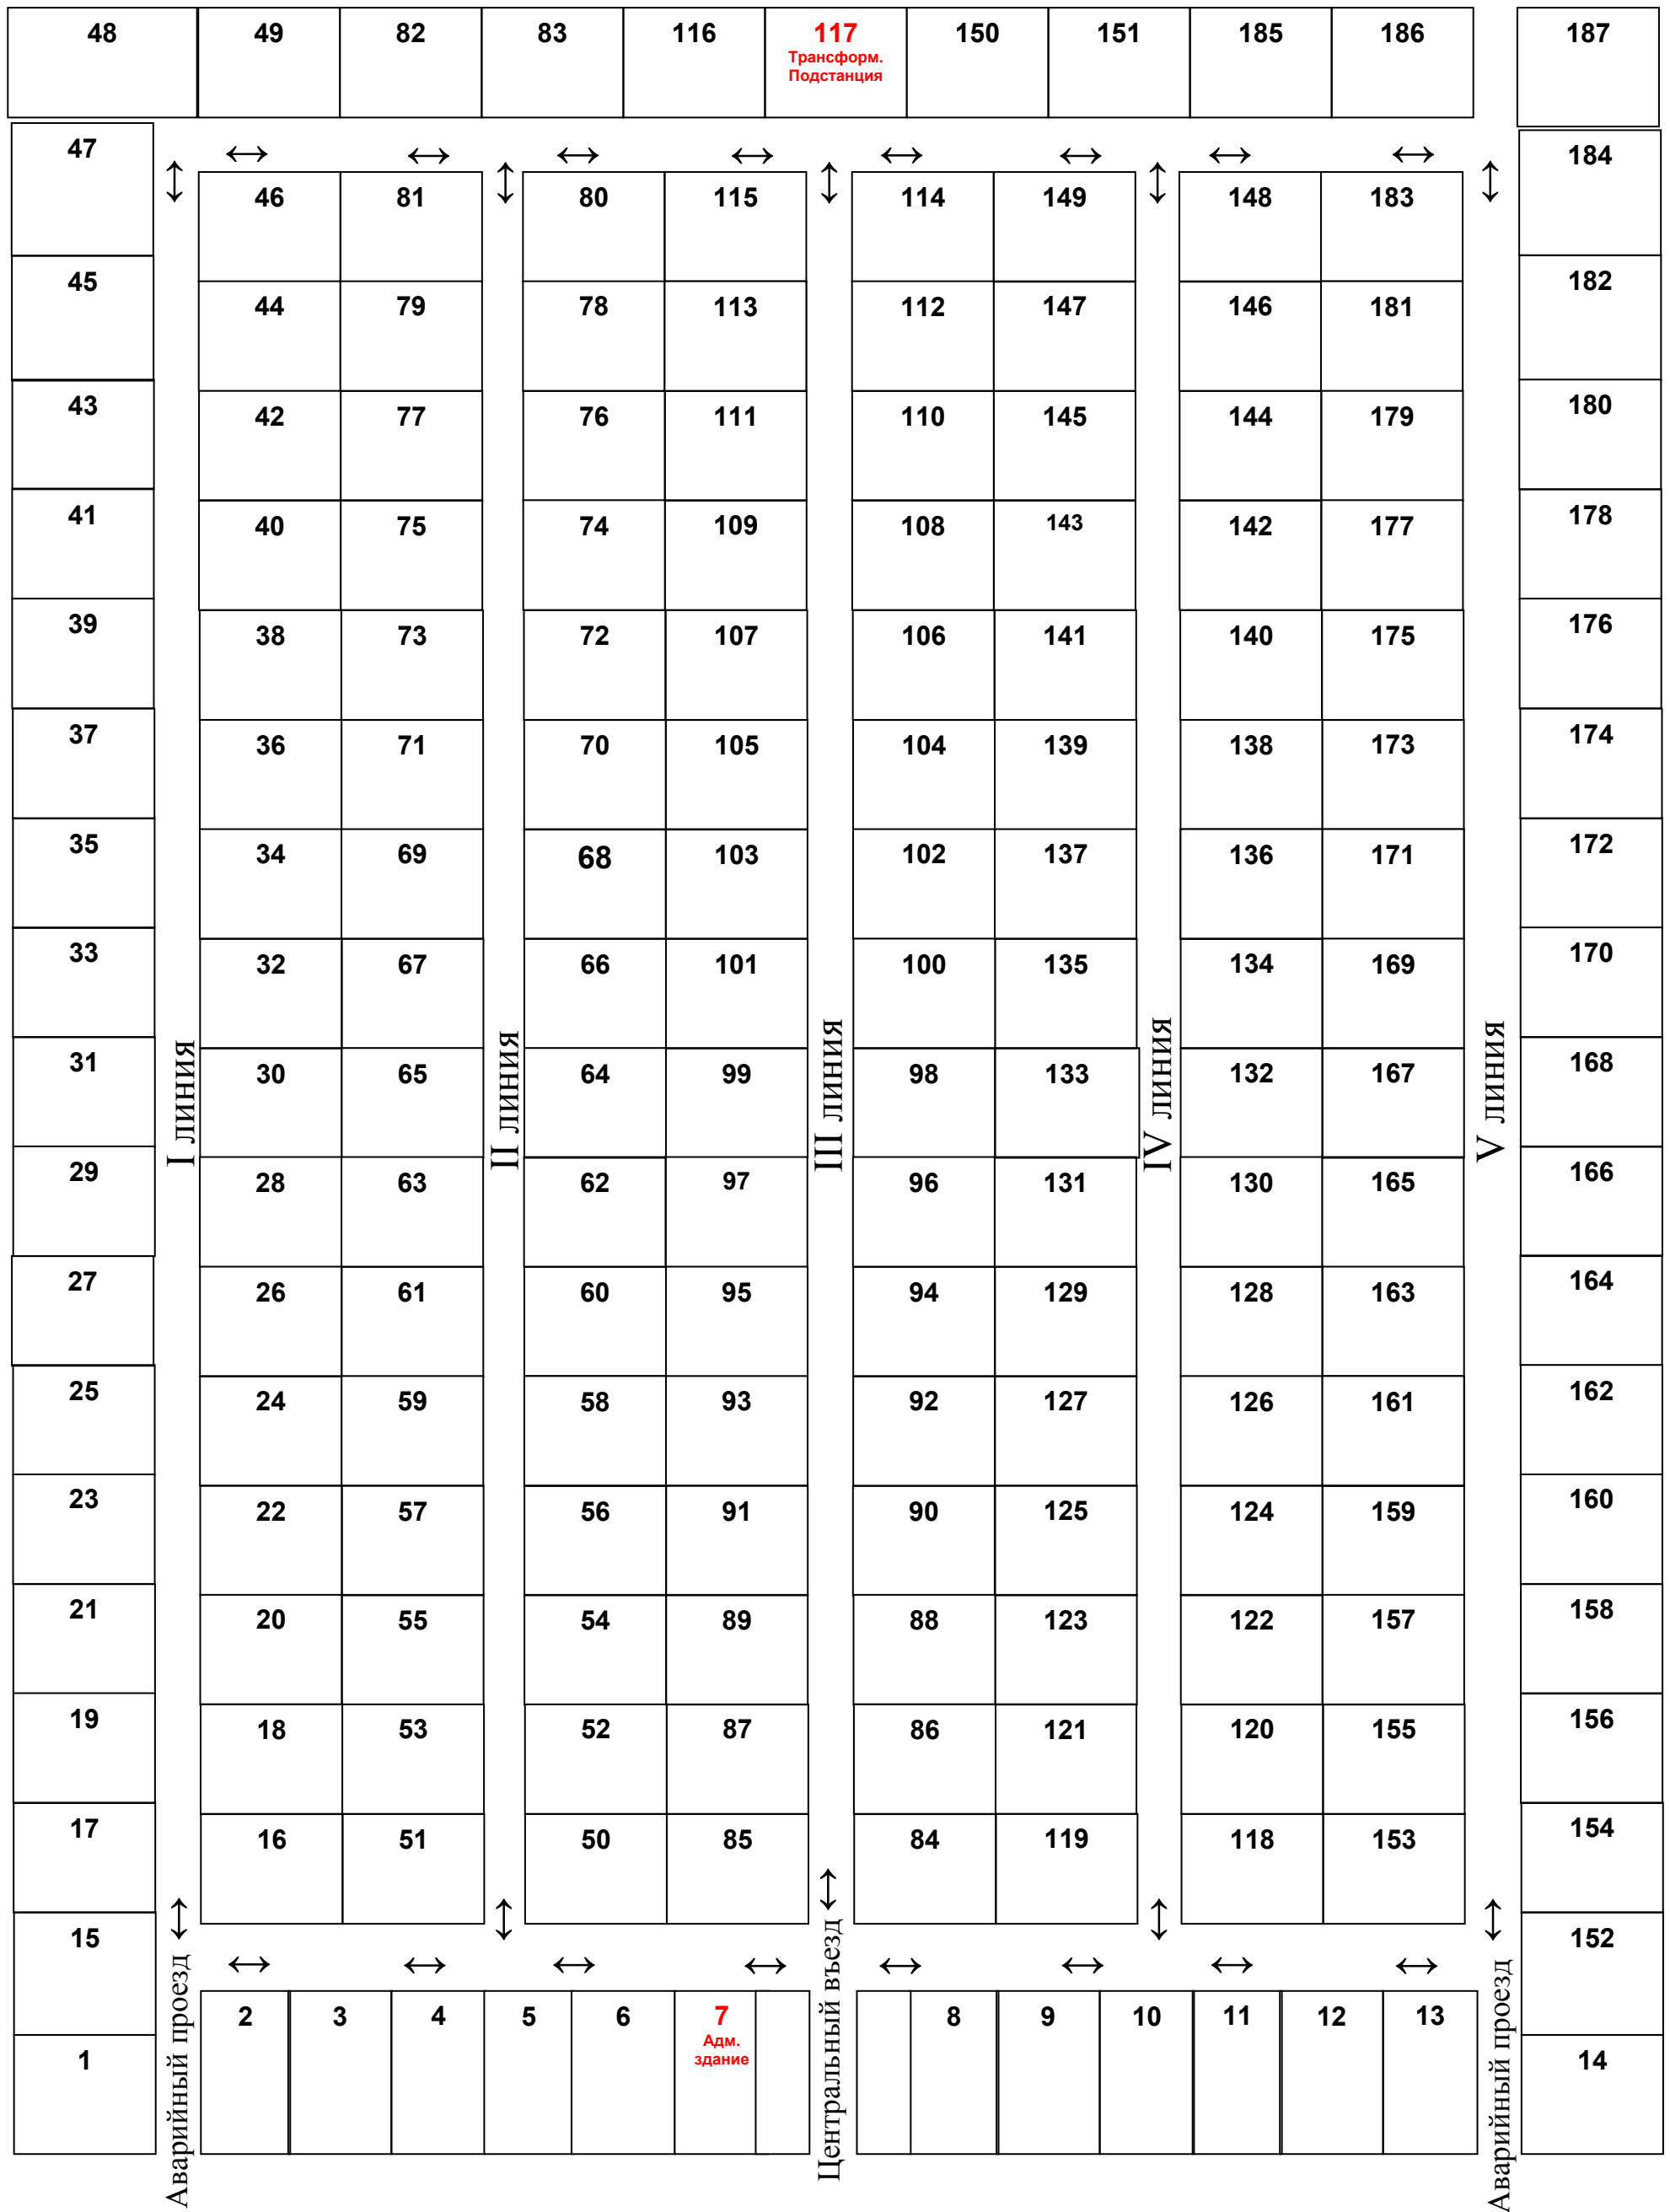 48 49 82 83 116 117 150 151 185 186 187
Трансформ.
Подстанция
47 ↔ ↔ ↔ ↔ ↔ ↔ ↔ ↔ 184
↕ ↕ ↕ ↕ ↕
46 81 80 115 114 149 148 183
45 44 79 78 113 112 147 146 181 182
43 42 77 76 111 110 145 144 179 180
41 40 75 74 109 108 143 142 177 178
39 38 73 72 107 106 141 140 175 176
37 36 71 70 105 104 139 138 173 174
35 34 69 68 103 102 137 136 171 172
33 32 67 66 101 100 135 134 169 170
31 30 65 64 99 98 133 132 167 168
I линия
II линия
III линия
IV линия
V линия
29 28 63 62 97 96 131 130 165 166
27 26 61 60 95 94 129 128 163 164
25 24 59 58 93 92 127 126 161 162
23 22 57 56 91 90 125 124 159 160
21 20 55 54 89 88 123 122 157 158
19 18 53 52 87 86 121 120 155 156
17 16 51 50 85 84 119 118 153 154
↕ ↕ ↕ ↕ ↕
15 ↔ ↔ ↔ ↔ ↔ ↔ ↔ ↔ 152
Аварийный проезд
Центральный въезд
Аварийный проезд
2 3 4 5 6 7 8 9 10 11 12 13
Адм.
здание
1 14